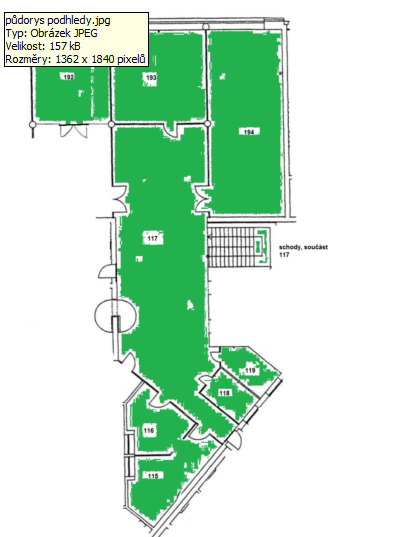 půdorys podhledy.jpg
Typ: Obrázek JPEG
Velikost: 157 kB
Rozměry: 1362 x 1840 pixelů
192
193
194
117
schody, součást
117
119
118
116
115